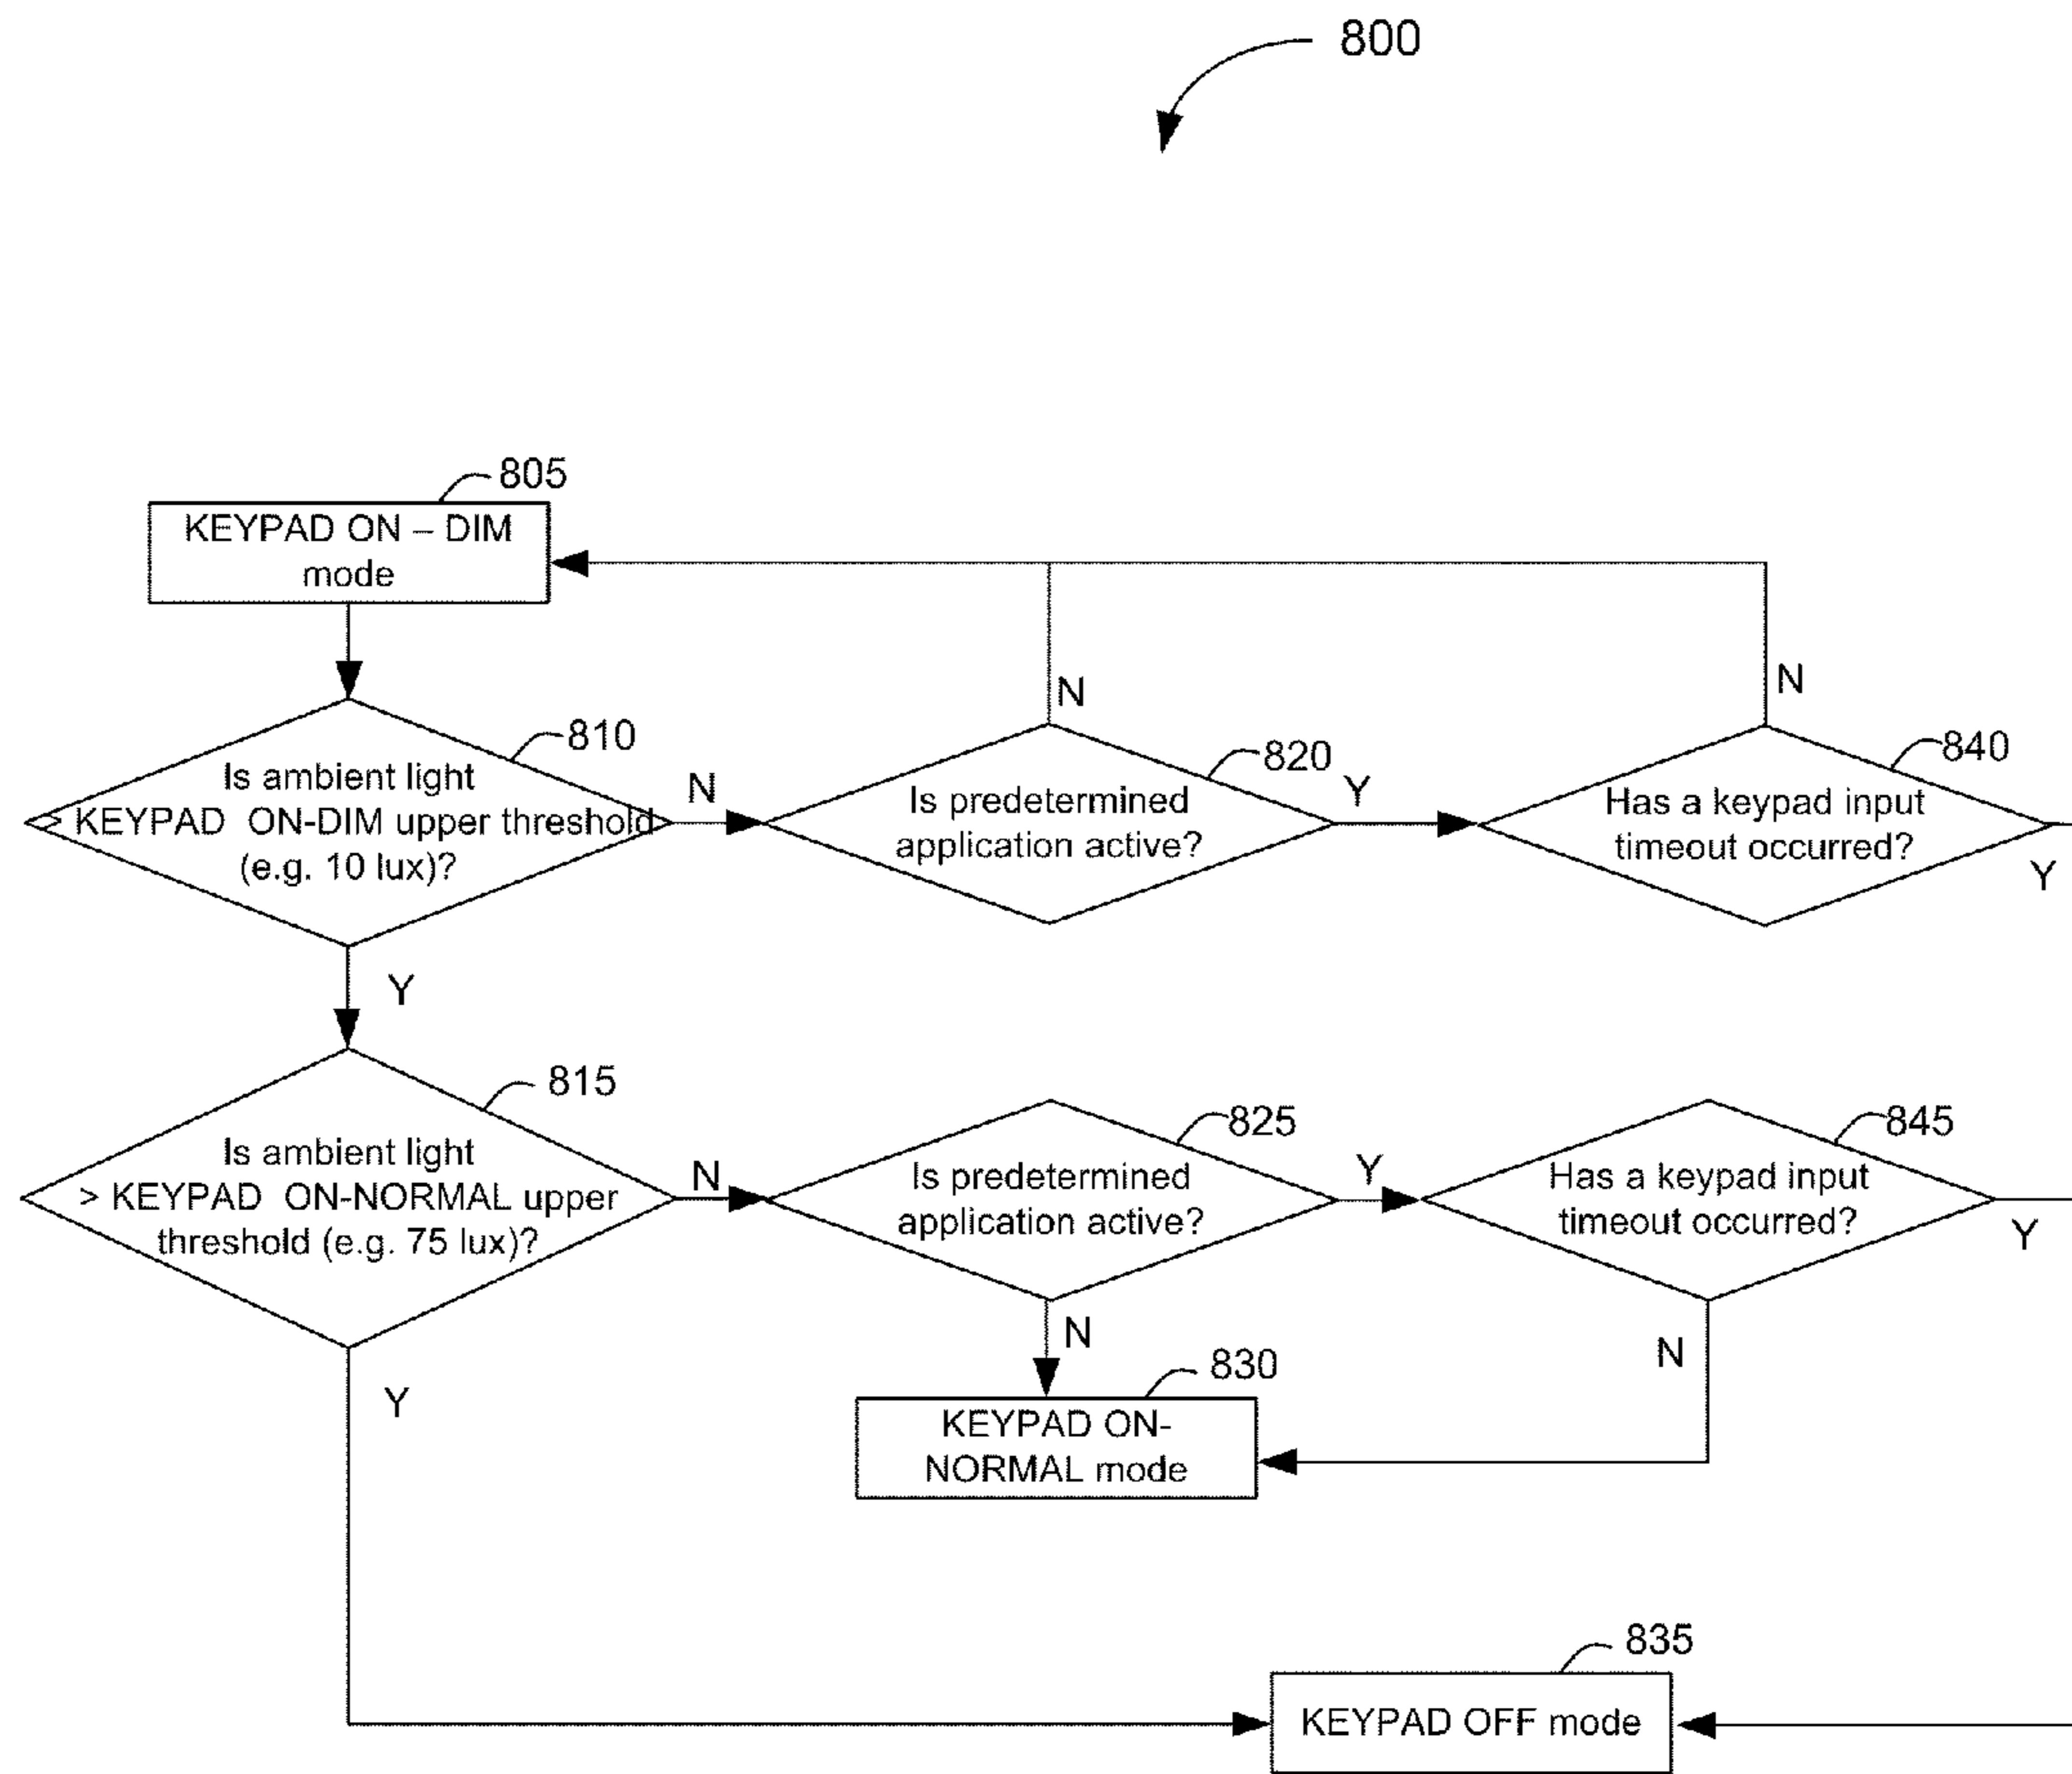 800
805
KEYPAD ON – DIM
mode
810
Is ambient light
> KEYPAD ON-DIM upper threshold
(e.g. 10 lux)?
N
820
Is predetermined
application active?
N
Y
840
Has a keypad input
timeout occurred?
N
Y
Y
815
Is ambient light
> KEYPAD ON-NORMAL upper
threshold (e.g. 75 lux)?
N
825
Is predetermined
application active?
Y
845
Has a keypad input
timeout occurred?
Y
N
N
830
KEYPAD ON-
NORMAL mode
Y
835
KEYPAD OFF mode